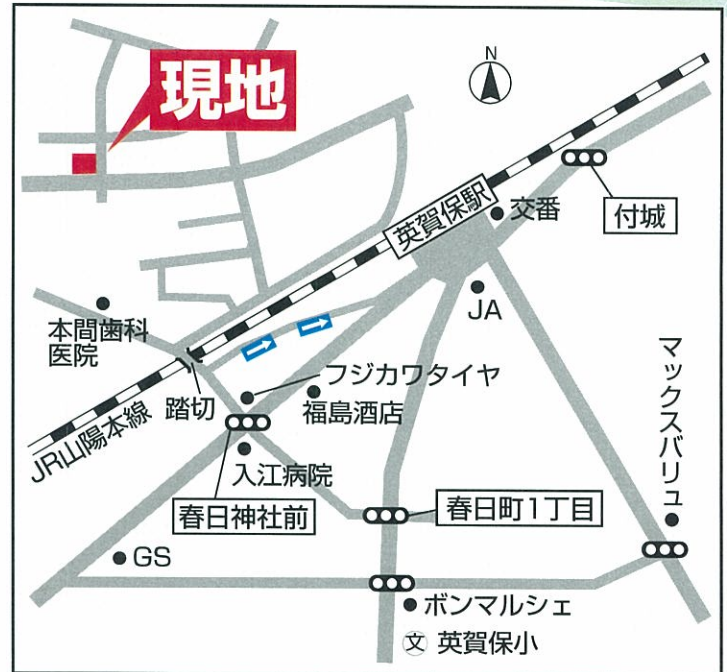 N
現地
英賀保駅
交番
付城
JA
本間歯科
医院
フジカワタイヤ
福島酒店
踏切
JR山陽本線
入江病院
マックスバリュ
春日神社前
春日町1丁目
GS
ボンマルシェ
文 英賀保小